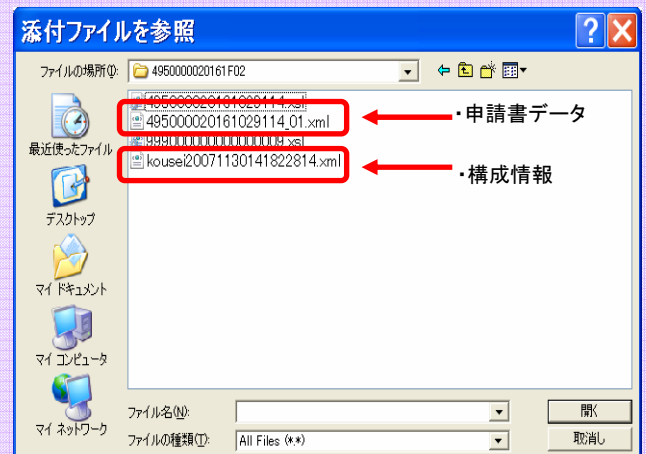 添付ファイルを参照
ファイルの場所(I):
4950000020161F02
495000020161029114.xsl
495000020161029114_01.xml
999000000000000009.xsl
kousei20071130141822814.xml
・申請書データ
・構成情報
最近使ったファイル
デスクトップ
マイ ドキュメント
マイ コンピュータ
マイ ネットワーク
ファイル名(N):
開く
ファイルの種類(T):
All Files (*.*)
取消し